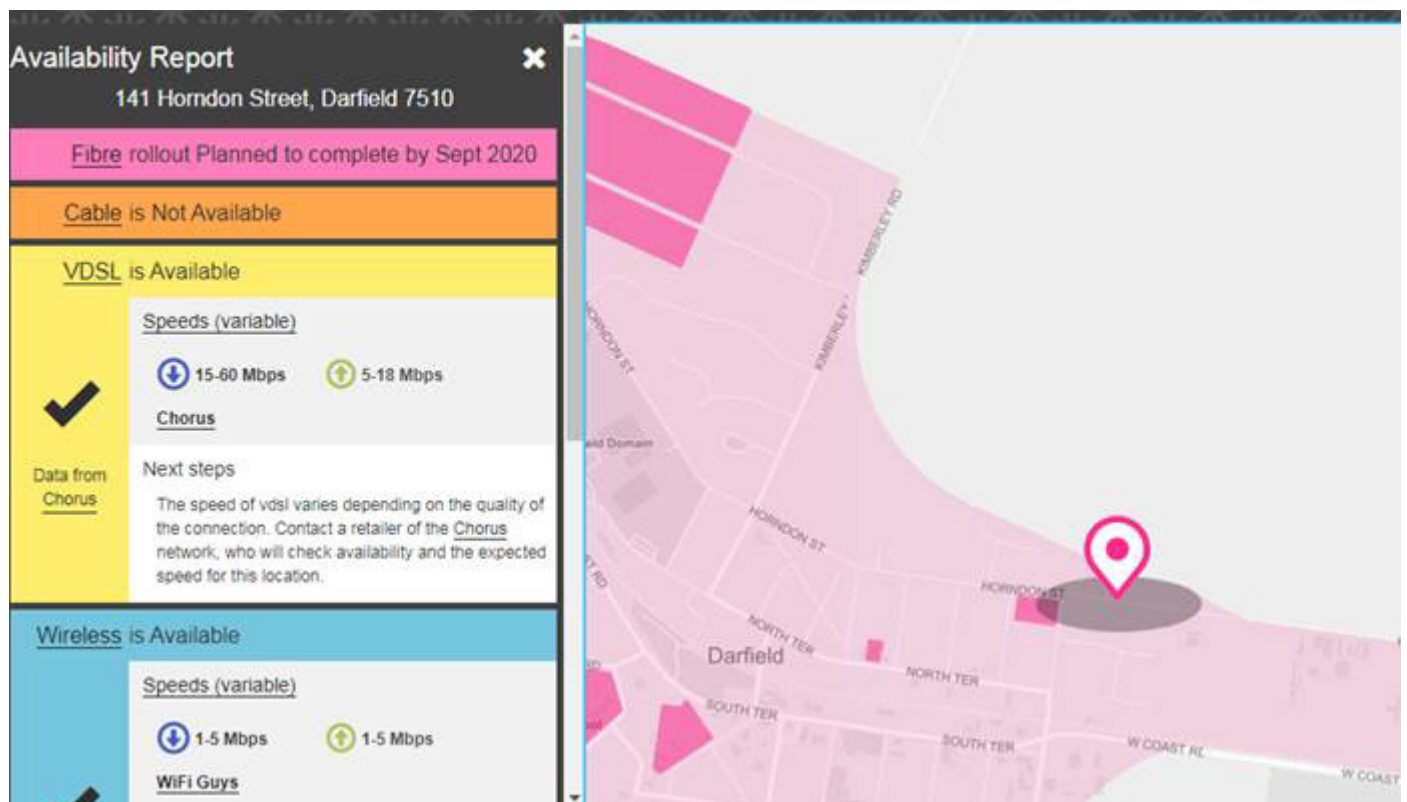 Availability Report
141 Horndon Street, Darfield 7510
Fibre rollout Planned to complete by Sept 2020
Cable is Not Available
VDSL is Available
Speeds (variable)
15-60 Mbps 5-18 Mbps
Chorus
Data from
Chorus
Next steps
The speed of vdsl varies depending on the quality of
the connection. Contact a retailer of the Chorus
network, who will check availability and the expected
speed for this location.
Wireless is Available
Speeds (variable)
1-5 Mbps 1-5 Mbps
WiFi Guys
KIMBERLEY RD
KIMBERLEY
HORNDON ST
Domain
HORNDON ST
HORNDON ST
NORTH TER
Darfield
NORTH TER
SOUTH TER
SOUTH TER
W COAST
W COAST